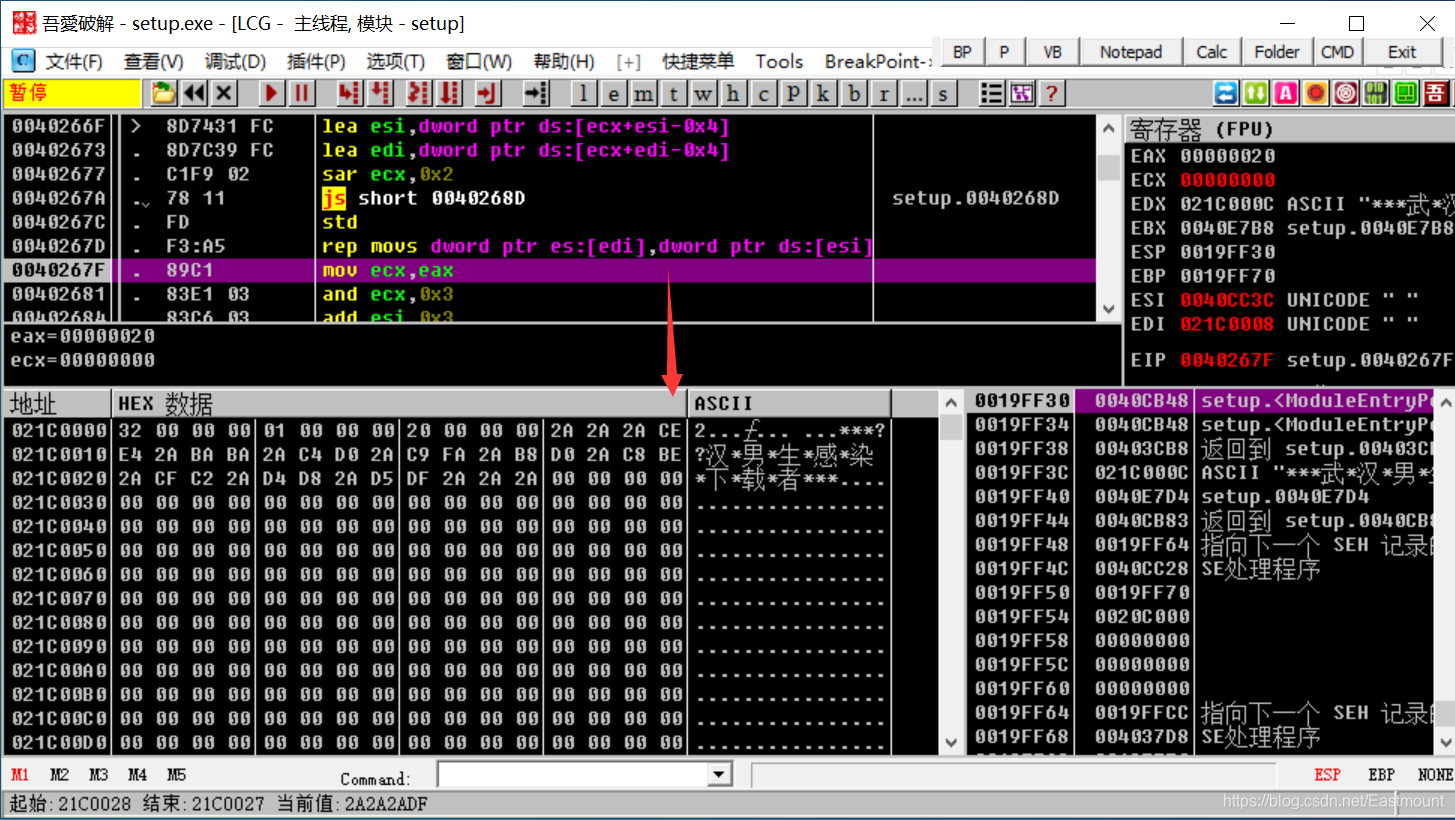 吾愛破解 - setup.exe - [LCG - 主线程, 模块 - setup]
C 文件(F) 查看(V) 调试(D) 插件(P) 选项(T) 窗口(W) 帮助(H) [+] 快捷菜单 Tools BreakPoint-> BP P VB Notepad Calc Folder CMD Exit
暂停 l e m t w h c P k b r ... s ? A 吾
0040266F > 8D7431 FC lea esi,dword ptr ds:[ecx+esi-0x4]
00402673 . 8D7C39 FC lea edi,dword ptr ds:[ecx+edi-0x4]
00402677 . C1F9 02 sar ecx,0x2
0040267A . 78 11 js short 0040268D setup.0040268D
0040267C . FD std
0040267D . F3:A5 rep movs dword ptr es:[edi],dword ptr ds:[esi]
0040267F . 89C1 mov ecx,eax
00402681 . 83E1 03 and ecx,0x3
00402684 . 83C6 03 add esi,0x3
eax=00000020
ecx=00000000
寄存器 (FPU)
EAX 00000020
ECX 00000000
EDX 021C000C ASCII "***武*汉
EBX 0040E7B8 setup.0040E7B8
ESP 0019FF30
EBP 0019FF70
ESI 0040CC3C UNICODE " "
EDI 021C0008 UNICODE " "
EIP 0040267F setup.0040267F
地址 HEX 数据 ASCII
021C0000 32 00 00 00 01 00 00 00 20 00 00 00 2A 2A 2A CE 2...£... ...***?
021C0010 E4 2A BA BA 2A C4 D0 2A C9 FA 2A B8 D0 2A C8 BE ?汉*男*生*感*染
021C0020 2A CF C2 2A D4 D8 2A D5 DF 2A 2A 2A 00 00 00 00 *下*载*者***....
021C0030 00 00 00 00 00 00 00 00 00 00 00 00 00 00 00 00 ................
021C0040 00 00 00 00 00 00 00 00 00 00 00 00 00 00 00 00 ................
021C0050 00 00 00 00 00 00 00 00 00 00 00 00 00 00 00 00 ................
021C0060 00 00 00 00 00 00 00 00 00 00 00 00 00 00 00 00 ................
021C0070 00 00 00 00 00 00 00 00 00 00 00 00 00 00 00 00 ................
021C0080 00 00 00 00 00 00 00 00 00 00 00 00 00 00 00 00 ................
021C0090 00 00 00 00 00 00 00 00 00 00 00 00 00 00 00 00 ................
021C00A0 00 00 00 00 00 00 00 00 00 00 00 00 00 00 00 00 ................
021C00B0 00 00 00 00 00 00 00 00 00 00 00 00 00 00 00 00 ................
021C00C0 00 00 00 00 00 00 00 00 00 00 00 00 00 00 00 00 ................
021C00D0 00 00 00 00 00 00 00 00 00 00 00 00 00 00 00 00 ................
0019FF30 0040CB48 setup.<ModuleEntryPo
0019FF34 0040CB48 setup.<ModuleEntryPo
0019FF38 00403CB8 返回到 setup.00403CB
0019FF3C 021C000C ASCII "***武*汉*男*
0019FF40 0040E7D4 setup.0040E7D4
0019FF44 0040CB83 返回到 setup.0040CB8
0019FF48 0019FF64 指向下一个 SEH 记录的
0019FF4C 0040CC28 SE处理程序
0019FF50 0019FF70
0019FF54 0020C000
0019FF58 00000000
0019FF5C 00000000
0019FF60 00000000
0019FF64 0019FFCC 指向下一个 SEH 记录的
0019FF68 004037D8 SE处理程序
M1 M2 M3 M4 M5 Command: ESP EBP NONE
起始: 21C0028 结束: 21C0027 当前值: 2A2A2ADF
https://blog.csdn.net/Eastmount